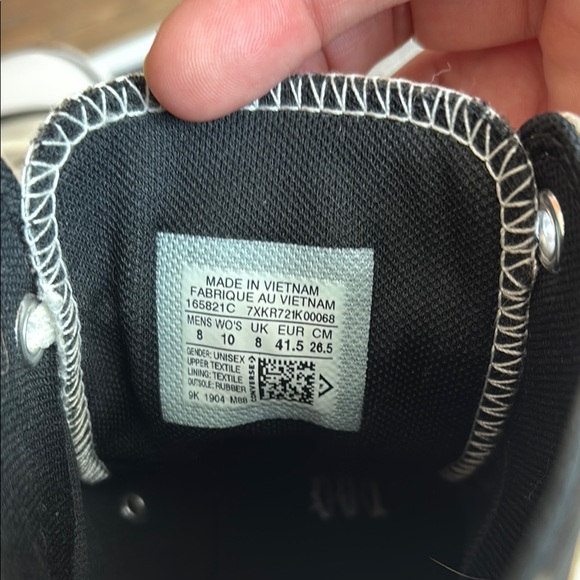 MADE IN VIETNAM
FABRIQUE AU VIETNAM
165821C 7XKR721K00068
MENS WO'S UK EUR CM
8 10 8 41.5 26.5
GENDER: UNISEX
UPPER: TEXTILE
LINING: TEXTILE
OUTSOLE: RUBBER
CONVERSE
9K 1904 M88